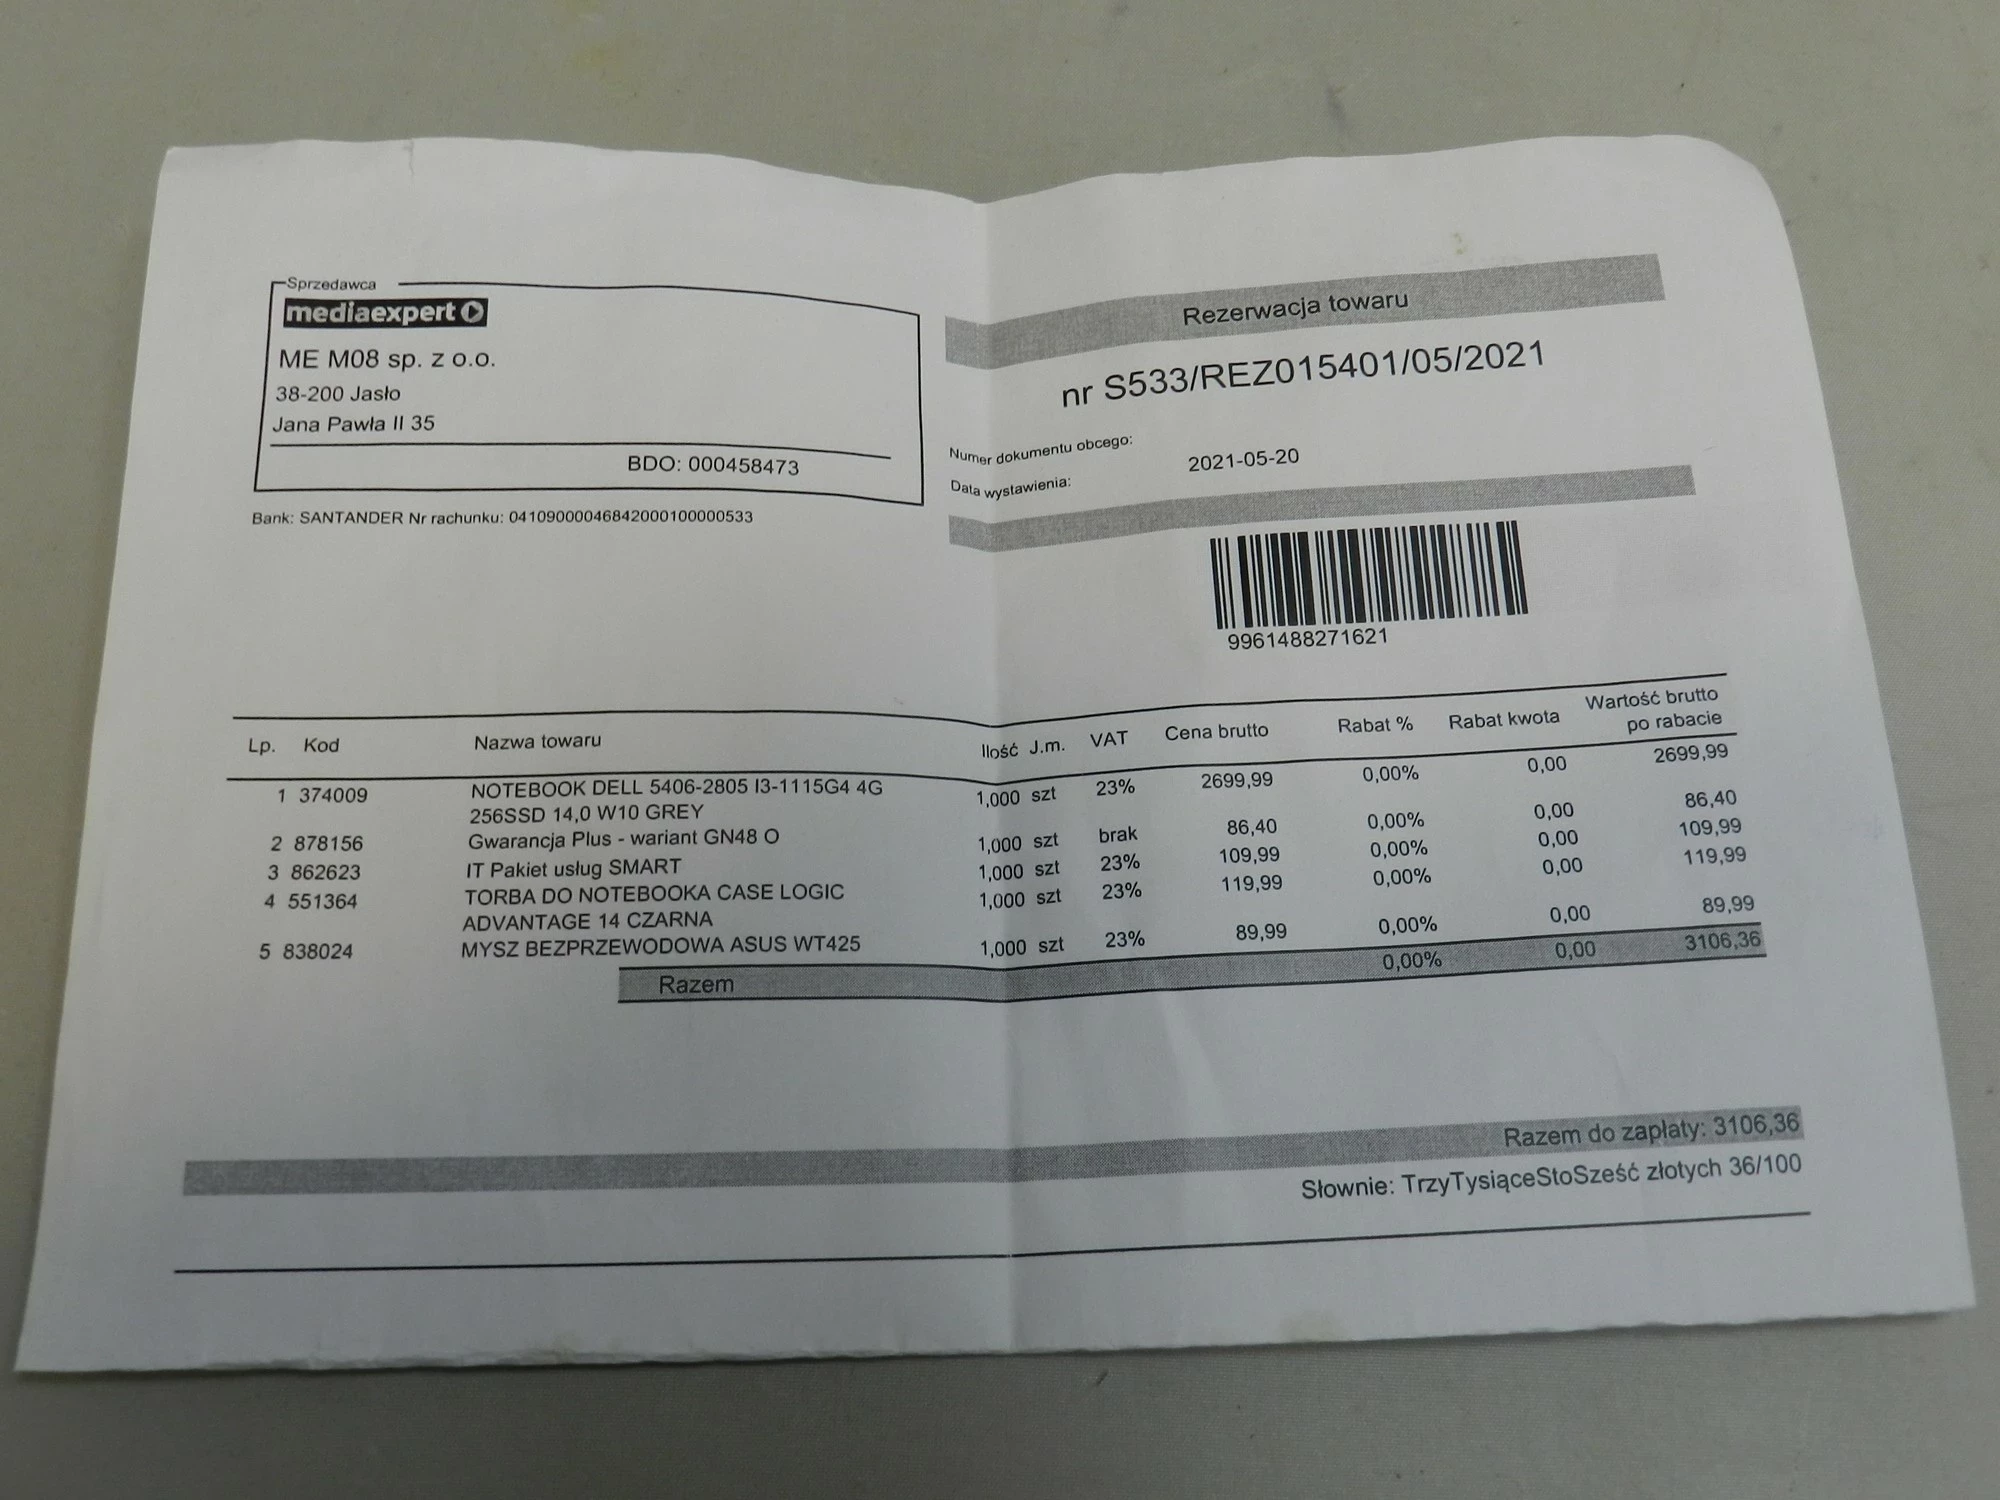 Sprzedawca
mediaexpert
ME M08 sp. z o.o.
38-200 Jasło
Jana Pawła II 35
BDO: 000458473
Bank: SANTANDER Nr rachunku: 04109000046842000100000533
Rezerwacja towaru
nr S533/REZ015401/05/2021
Numer dokumentu obcego:
Data wystawienia: 2021-05-20
9961488271621
Lp. Kod Nazwa towaru Ilość J.m. VAT Cena brutto Rabat % Rabat kwota Wartość brutto
po rabacie
1 374009 NOTEBOOK DELL 5406-2805 I3-1115G4 4G 1,000 szt 23% 2699,99 0,00% 0,00 2699,99
256SSD 14,0 W10 GREY
2 878156 Gwarancja Plus - wariant GN48 O 1,000 szt brak 86,40 0,00% 0,00 86,40
3 862623 IT Pakiet usług SMART 1,000 szt 23% 109,99 0,00% 0,00 109,99
4 551364 TORBA DO NOTEBOOKA CASE LOGIC 1,000 szt 23% 119,99 0,00% 0,00 119,99
ADVANTAGE 14 CZARNA
5 838024 MYSZ BEZPRZEWODOWA ASUS WT425 1,000 szt 23% 89,99 0,00% 0,00 89,99
Razem 0,00% 0,00 3106,36
Razem do zapłaty: 3106,36
Słownie: TrzyTysiąceStoSześć złotych 36/100